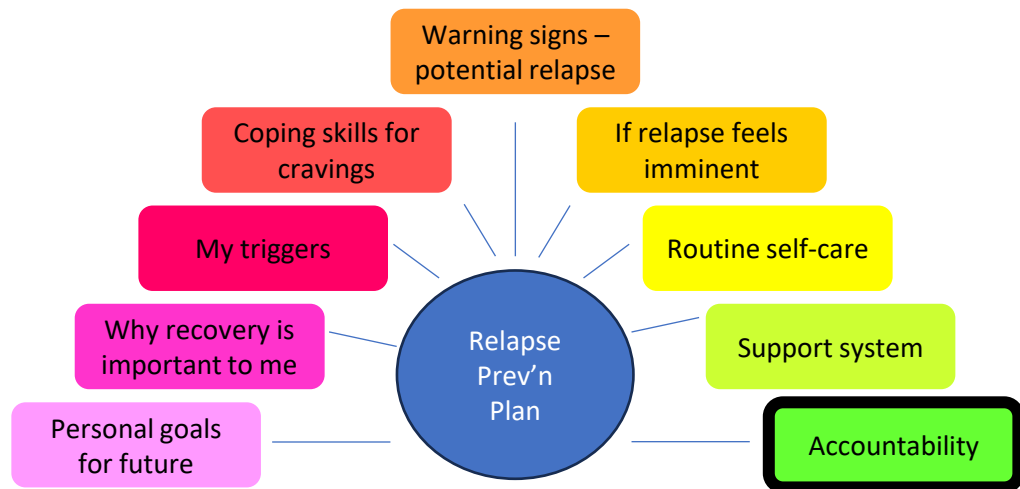 Warning signs –
potential relapse
Coping skills for
cravings
If relapse feels
imminent
My triggers
Routine self-care
Why recovery is
important to me
Relapse
Prev’n
Plan
Support system
Personal goals
for future
Accountability